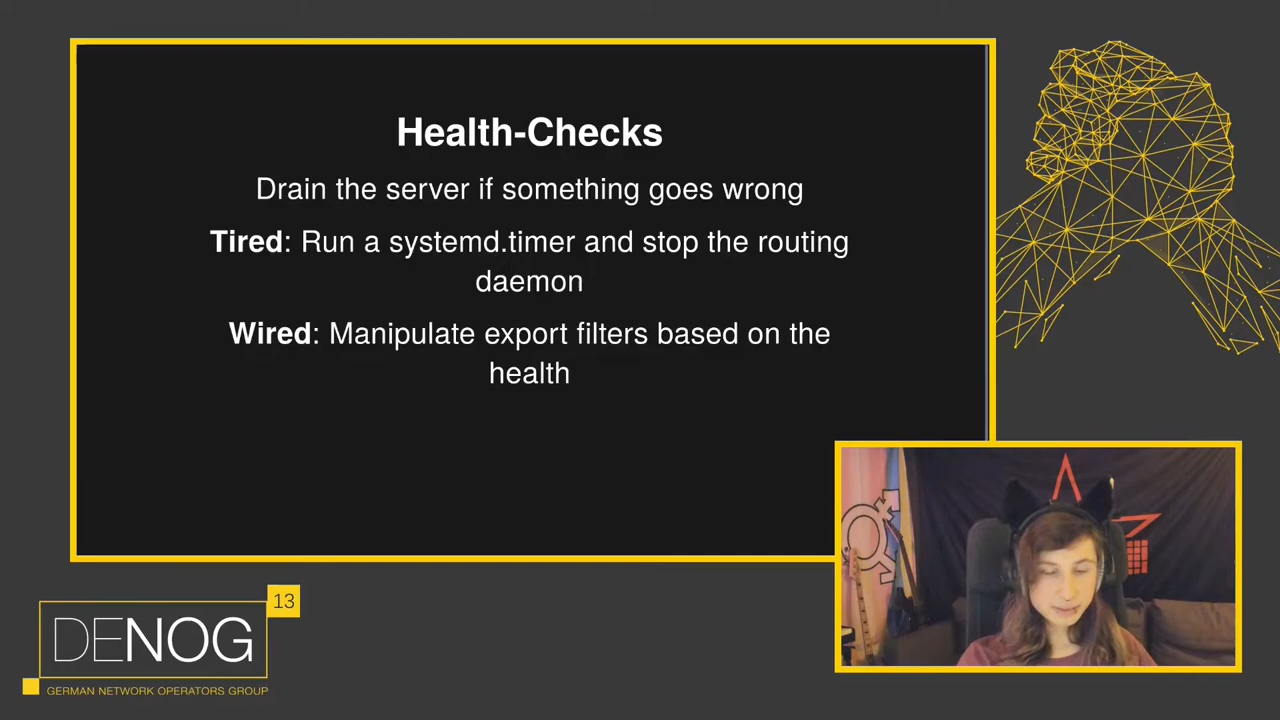 Health-Checks
Drain the server if something goes wrong
Tired: Run a systemd.timer and stop the routing
daemon
Wired: Manipulate export filters based on the
health
13
DENOG
GERMAN NETWORK OPERATORS GROUP